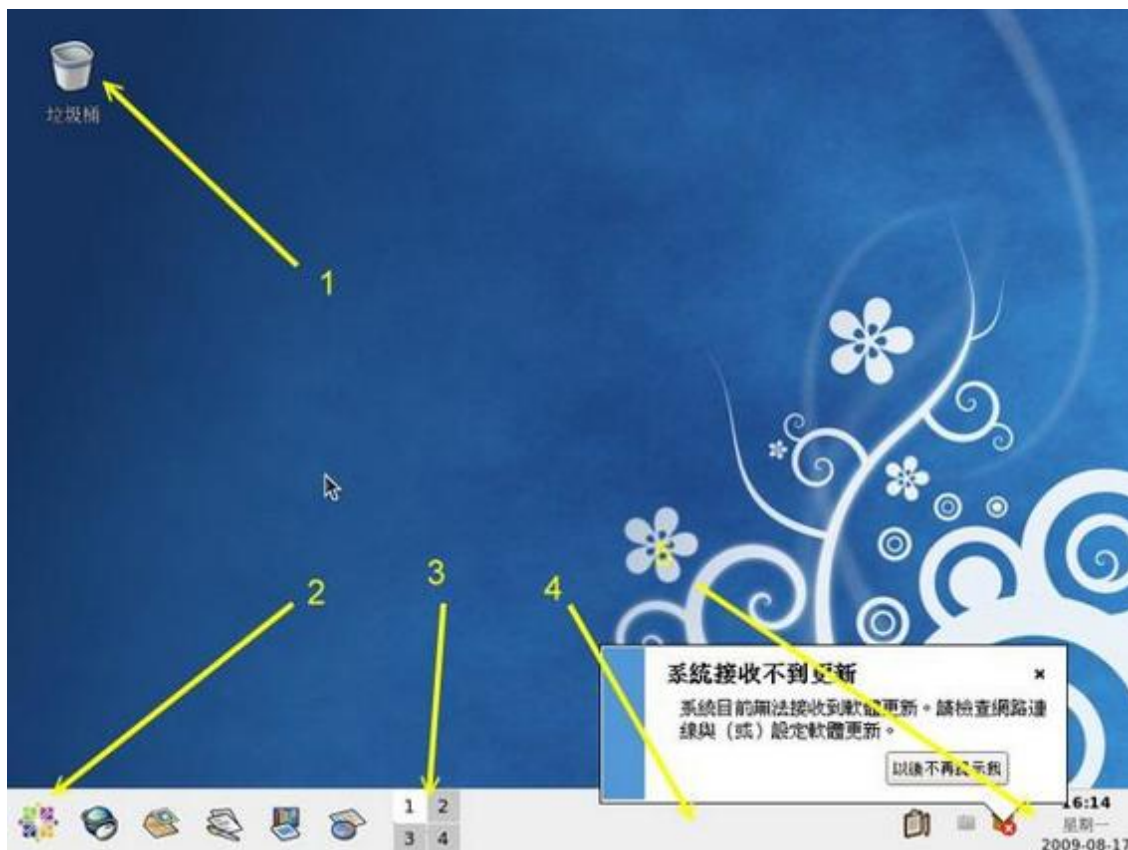 垃圾桶
1
2
3
4
5
系統接收不到更新
×
系統目前無法接收到軟體更新。請檢查網路連
線與（或）設定軟體更新。
以後不再提示我
1 2
3 4
16:14
星期一
2009-08-17